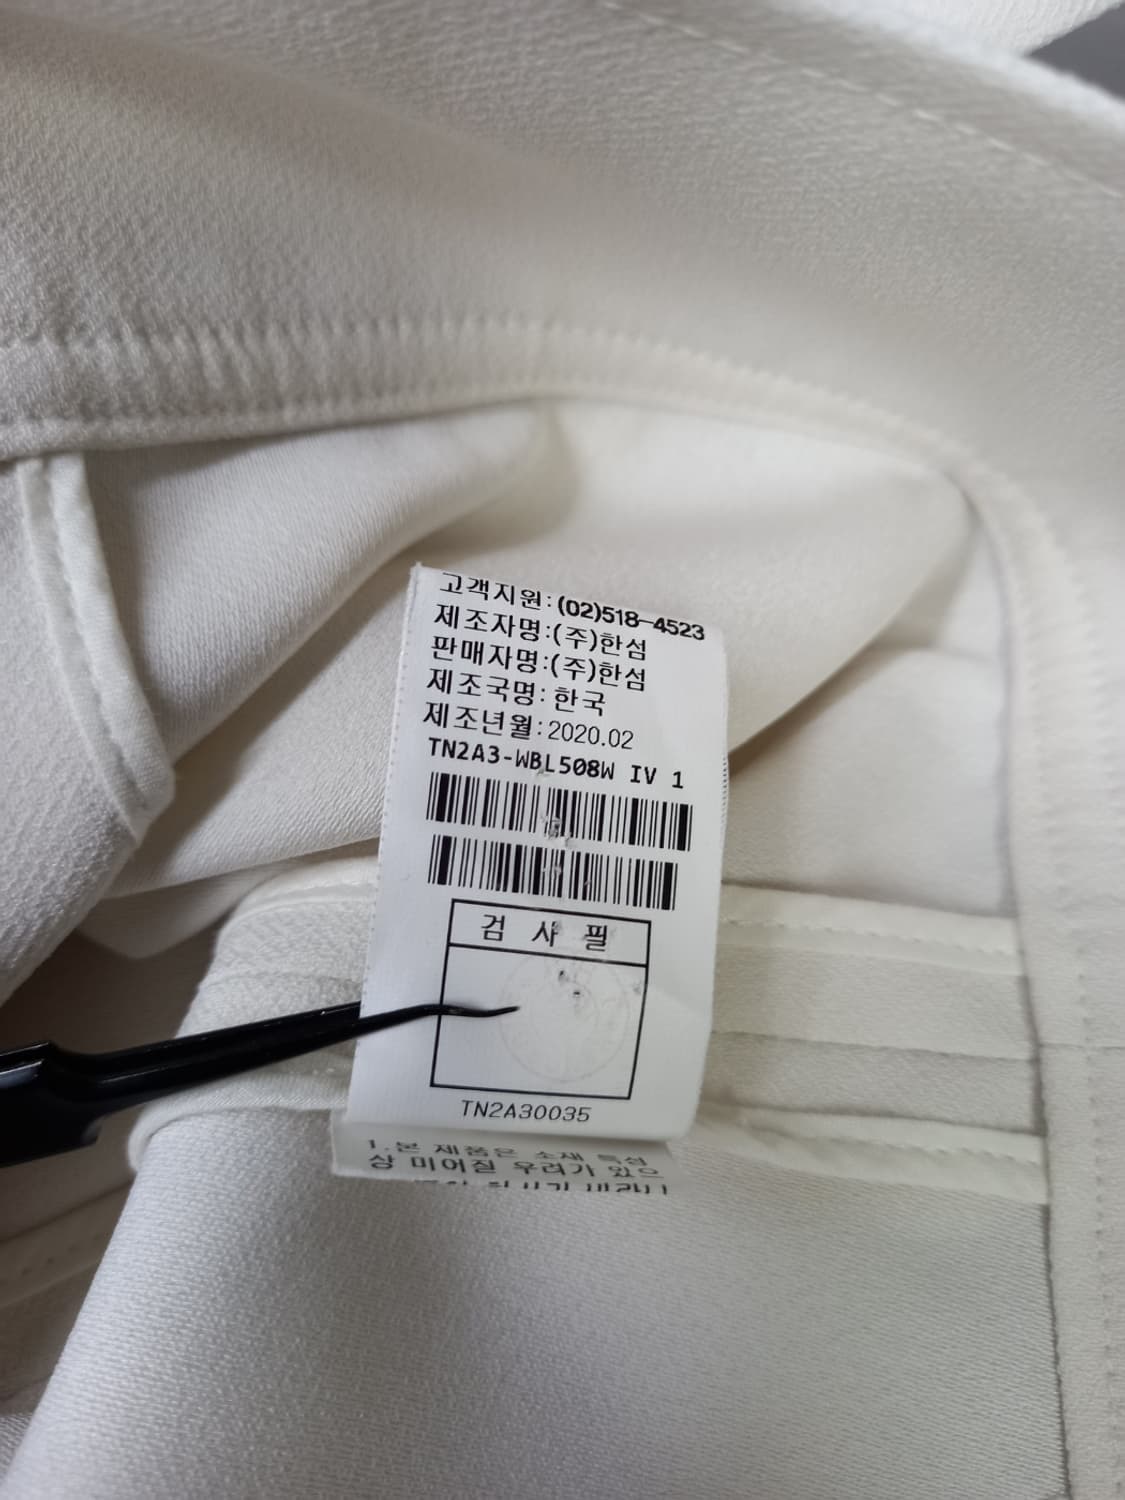 고객지원:(02)518-4523
제조자명:(주)한섬
판매자명:(주)한섬
제조국명: 한국
제조년월:2020.02
TN2A3-WBL508W IV 1
검 사 필
TN2A30035
1.본 제품은 소재 특성
상 미어질 우려가 있으